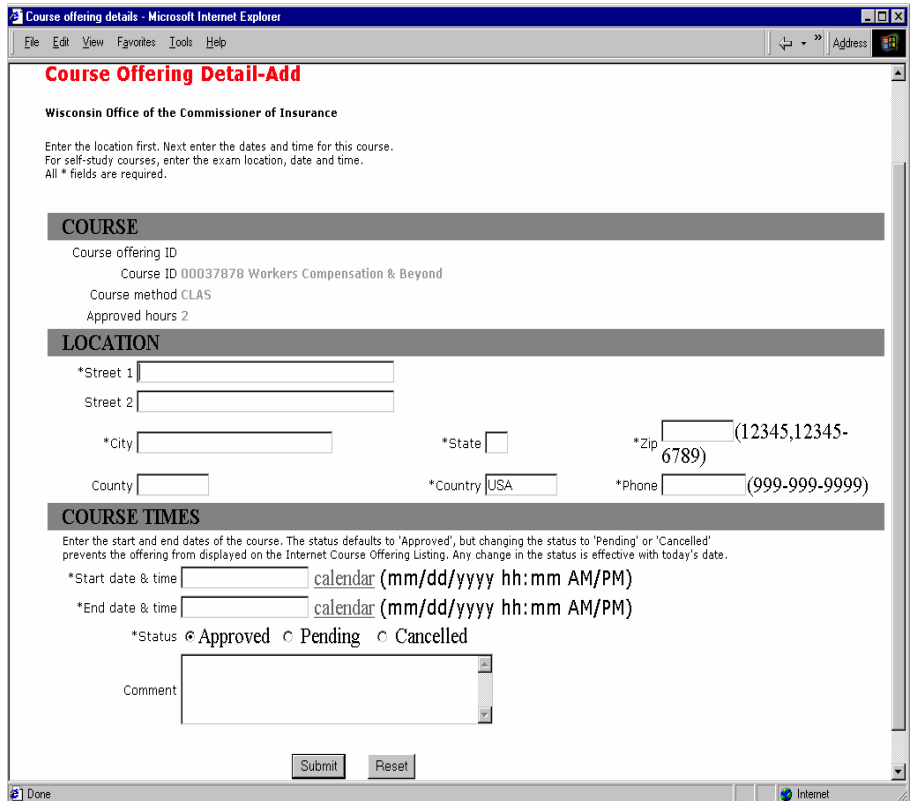 Course offering details - Microsoft Internet Explorer
File Edit View Favorites Tools Help » Address
Course Offering Detail-Add
Wisconsin Office of the Commissioner of Insurance
Enter the location first. Next enter the dates and time for this course.
For self-study courses, enter the exam location, date and time.
All * fields are required.
COURSE
Course offering ID
Course ID 00037878 Workers Compensation & Beyond
Course method CLAS
Approved hours 2
LOCATION
*Street 1
Street 2
*City *State *Zip (12345,12345-
6789)
County *Country USA *Phone (999-999-9999)
COURSE TIMES
Enter the start and end dates of the course. The status defaults to 'Approved', but changing the status to 'Pending' or 'Cancelled'
prevents the offering from displayed on the Internet Course Offering Listing. Any change in the status is effective with today's date.
*Start date & time calendar (mm/dd/yyyy hh:mm AM/PM)
*End date & time calendar (mm/dd/yyyy hh:mm AM/PM)
*Status Approved Pending Cancelled
Comment
Submit Reset
Done Internet